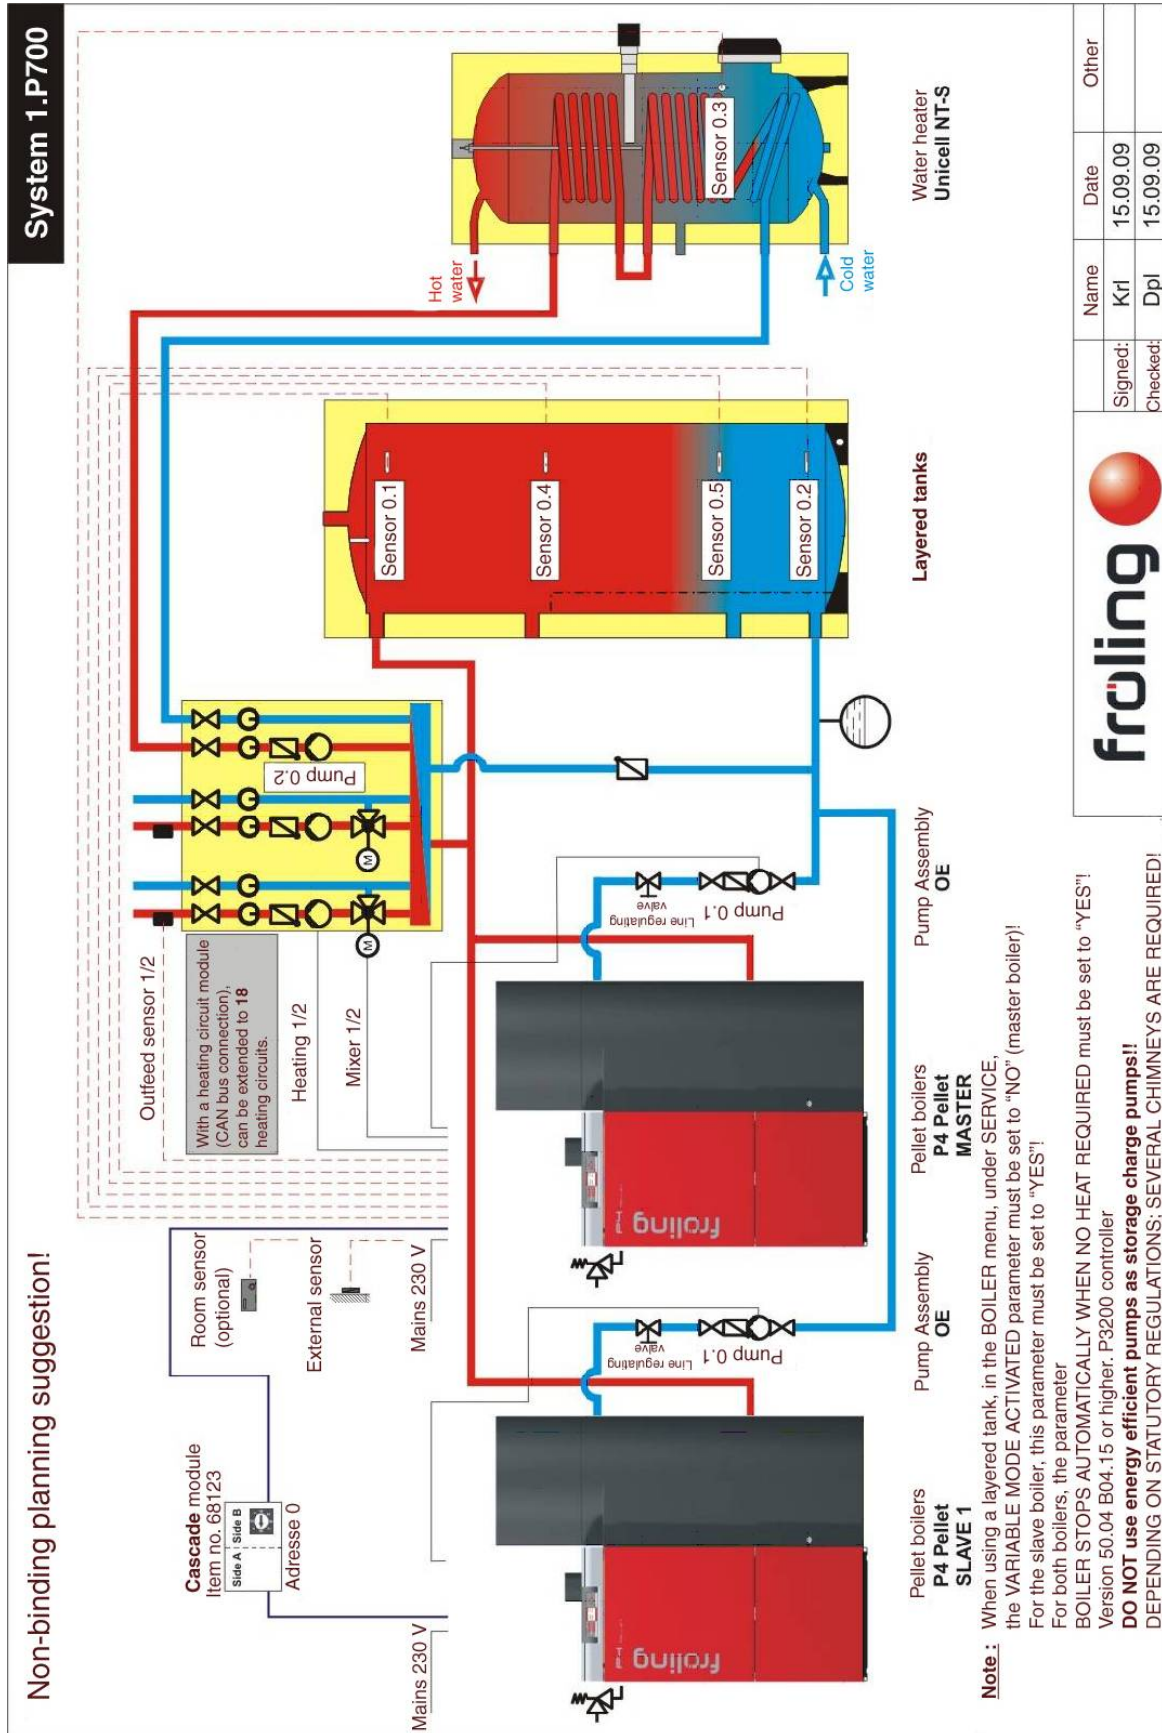 Non-binding planning suggestion!
System 1.P700
Cascade module
Item no. 68123
Side A
Side B
Adresse 0
Room sensor
(optional)
External sensor
Mains 230 V
Mains 230 V
Outfeed sensor 1/2
With a heating circuit module
(CAN bus connection),
can be extended to 18
heating circuits.
Heating 1/2
Mixer 1/2
M
M
Pump 0.2
Hot
water
Cold
water
Sensor 0.3
Water heater
Unicell NT-S
Sensor 0.1
Sensor 0.4
Sensor 0.5
Sensor 0.2
Layered tanks
Line regulating
valve
Pump 0.1
Line regulating
valve
Pump 0.1
froling
froling
Pellet boilers
P4 Pellet
SLAVE 1
Pump Assembly
OE
Pellet boilers
P4 Pellet
MASTER
Pump Assembly
OE
Note : When using a layered tank, in the BOILER menu, under SERVICE,
the VARIABLE MODE ACTIVATED parameter must be set to "NO" (master boiler)!
For the slave boiler, this parameter must be set to "YES"!
For both boilers, the parameter
BOILER STOPS AUTOMATICALLY WHEN NO HEAT REQUIRED must be set to "YES"!
Version 50.04 B04.15 or higher. P3200 controller
DO NOT use energy efficient pumps as storage charge pumps!!
DEPENDING ON STATUTORY REGULATIONS; SEVERAL CHIMNEYS ARE REQUIRED!
fröling
Name Date Other
Signed: Krl 15.09.09
Checked: Dpl 15.09.09